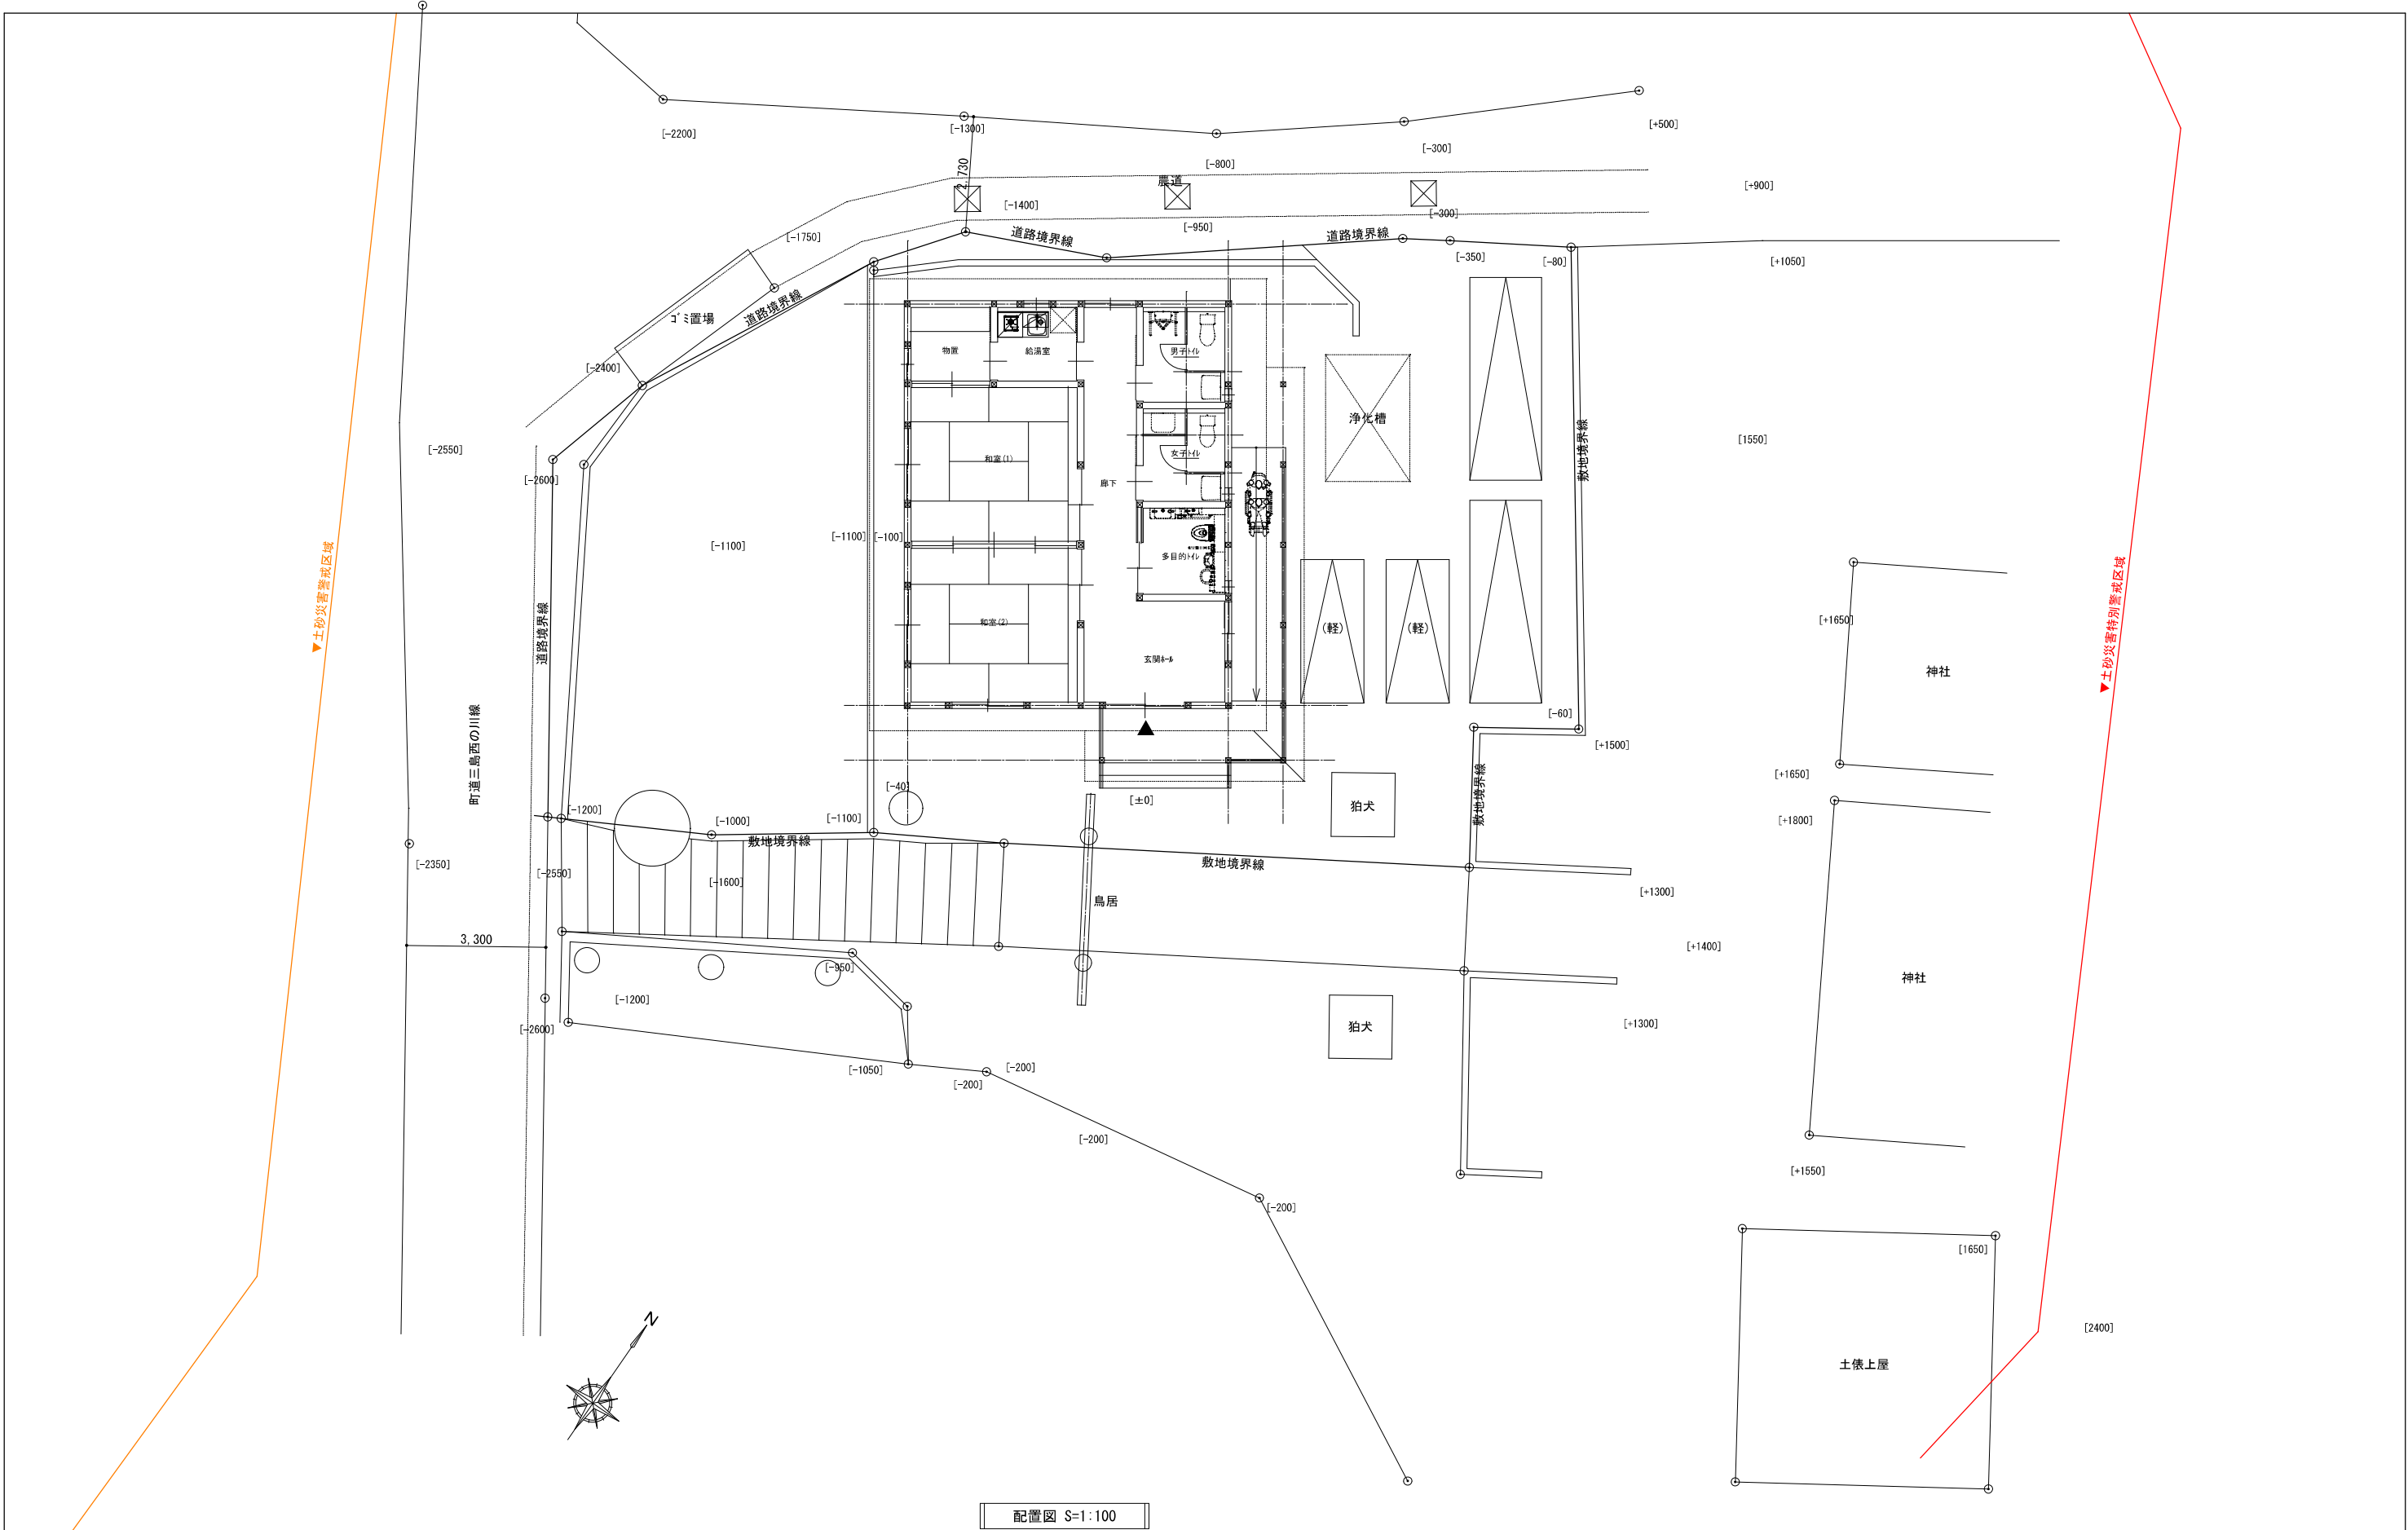 [-2200]
[-1300]
[+500]
[-300]
[-800]
2,730
農道
[+900]
[-1400]
[-300]
[-950]
[-1750]
道路境界線
道路境界線
[-350]
[-80]
[+1050]
道路境界線
ゴミ置場
物置
給湯室
男子トイレ
[-2400]
浄化槽
[-2550]
[-2600]
和室(1)
廊下
女子トイレ
敷地境界線
[1550]
[-1100]
[-1100]
[-100]
多目的トイレ
▼土砂災害警戒区域
道路境界線
和室(2)
(軽)
(軽)
[+1650]
▼土砂災害特別警戒区域
玄関ホール
神社
町道三島西の川線
[-60]
[+1500]
[+1650]
敷地境界線
[-40]
[±0]
狛犬
[-1200]
[-1000]
[-1100]
敷地境界線
[+1800]
[-2350]
[-2550]
[-1600]
敷地境界線
[+1300]
鳥居
3,300
[+1400]
[-950]
神社
[-1200]
[-2600]
狛犬
[+1300]
[-1050]
[-200]
[-200]
[-200]
[+1550]
[-200]
[1650]
N
[2400]
土俵上屋
配置図 S=1:100